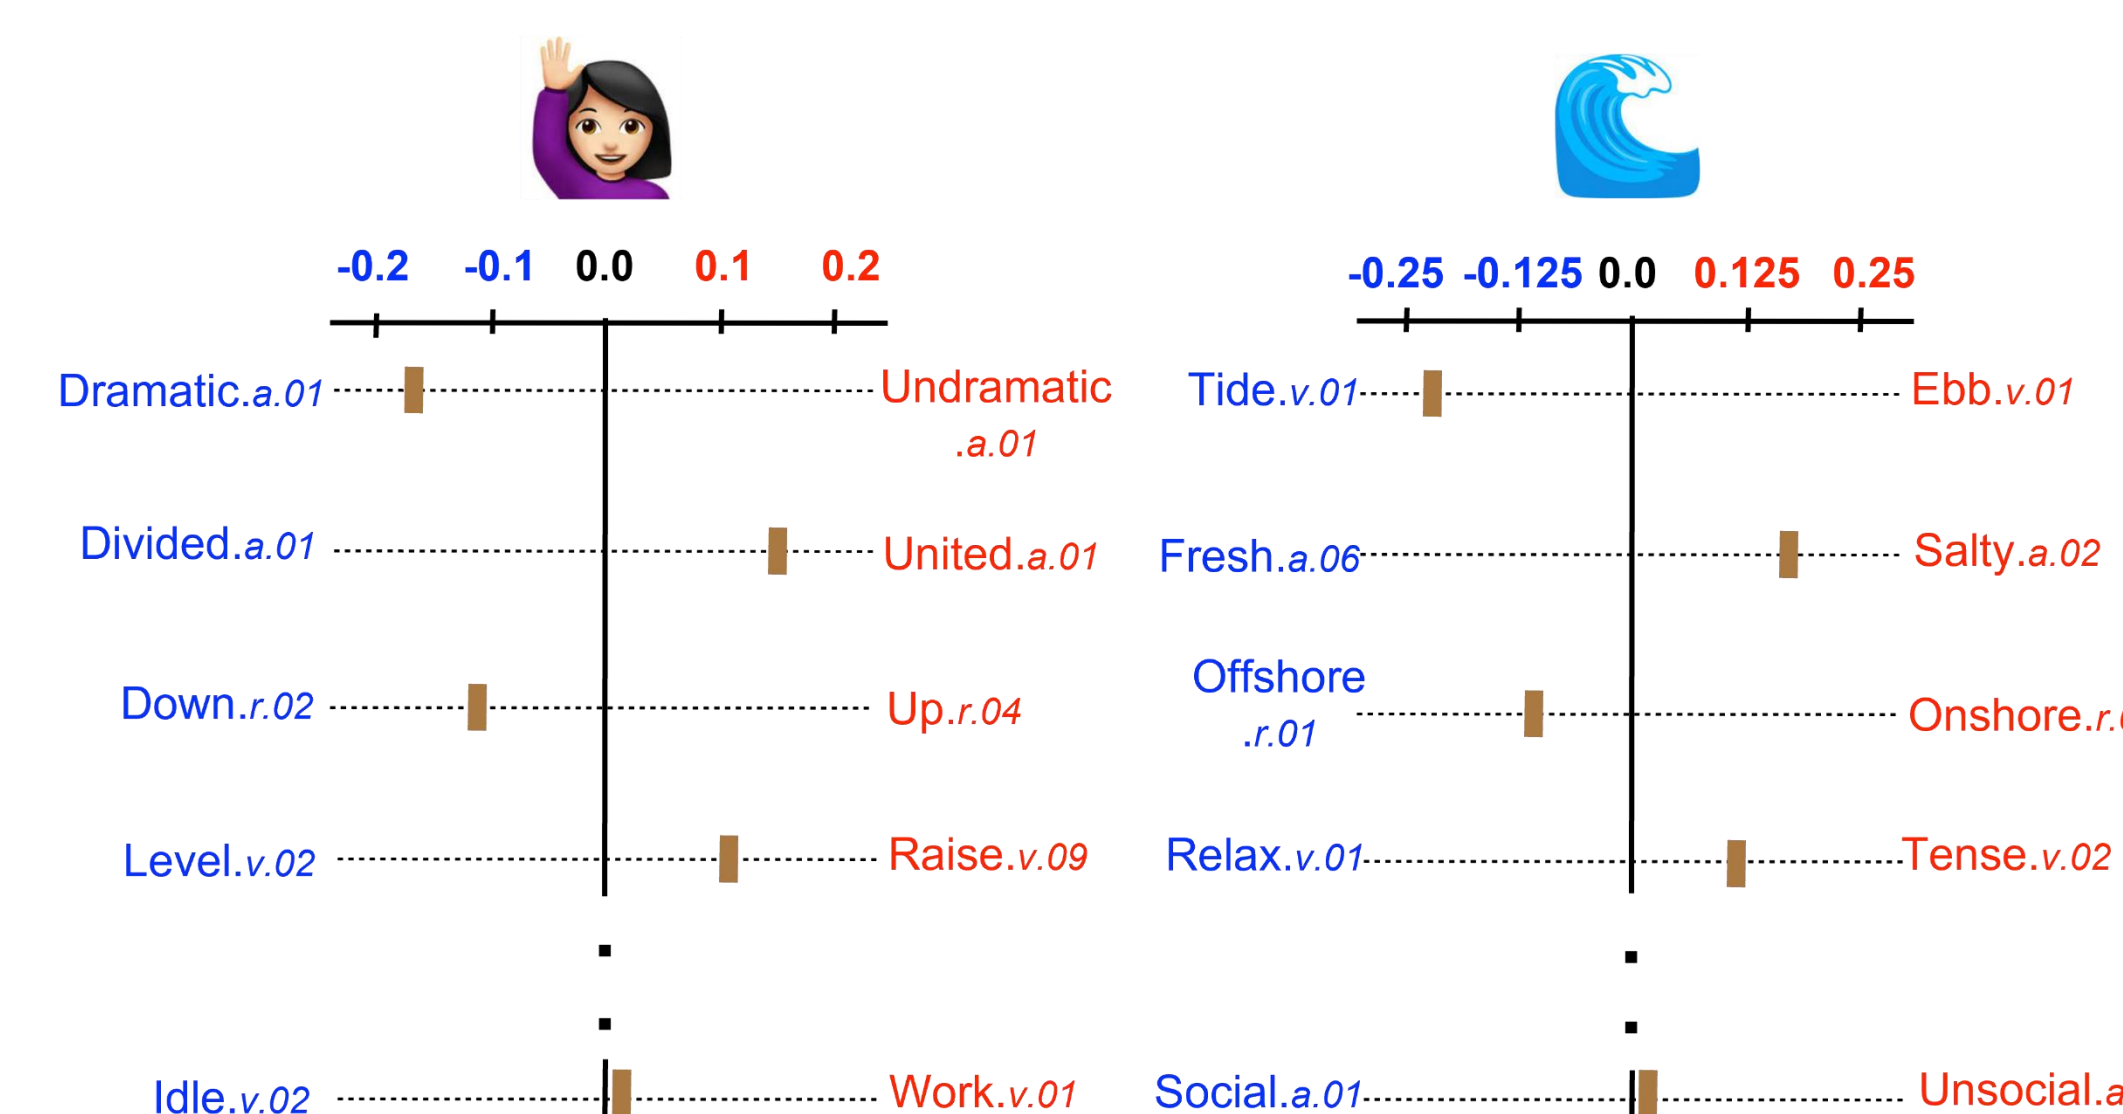 -0.2 -0.1 0.0 0.1 0.2
Dramatic.a.01
Undramatic
.a.01
Divided.a.01
United.a.01
Down.r.02
Up.r.04
Level.v.02
Raise.v.09
Idle.v.02
Work.v.01
-0.25 -0.125 0.0 0.125 0.25
Tide.v.01
Ebb.v.01
Fresh.a.06
Salty.a.02
Offshore
.r.01
Onshore.r.
Relax.v.01
Tense.v.02
Social.a.01
Unsocial.a